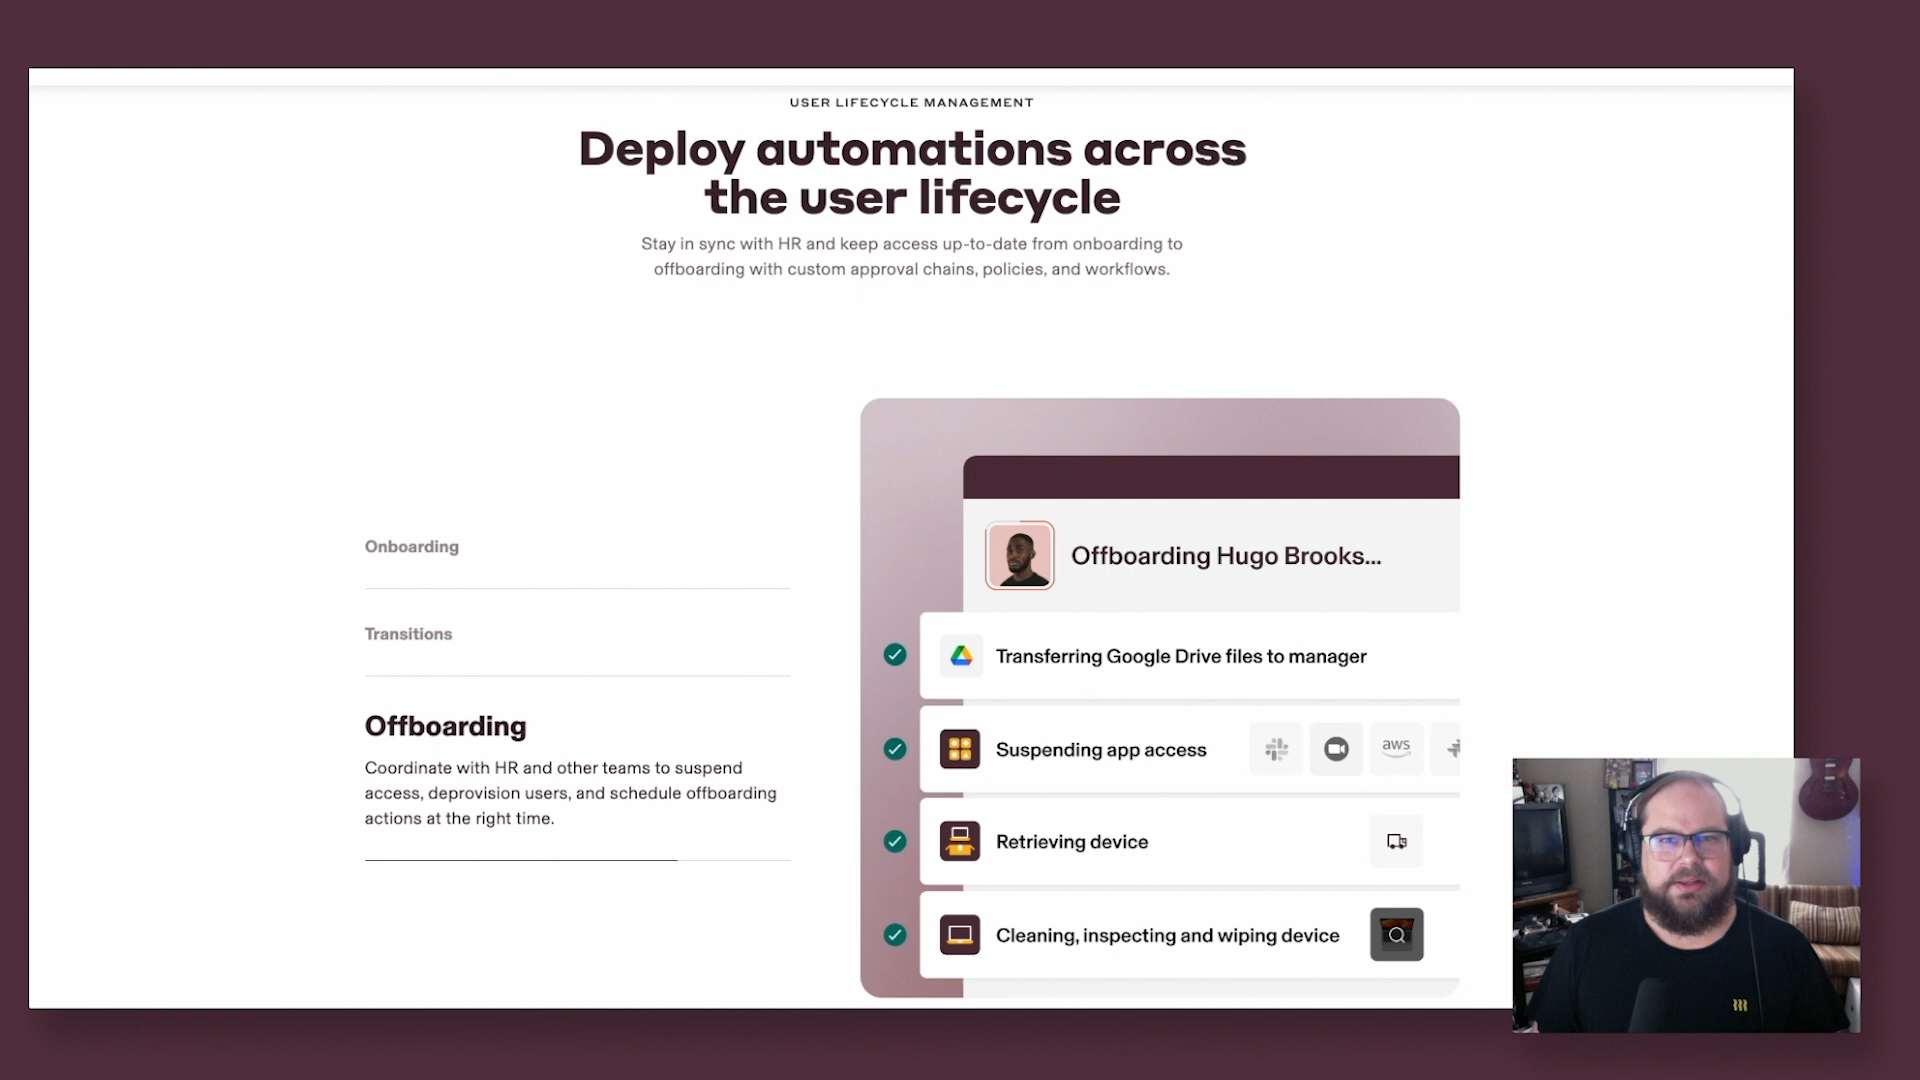 USER LIFECYCLE MANAGEMENT
Deploy automations across
the user lifecycle
Stay in sync with HR and keep access up-to-date from onboarding to
offboarding with custom approval chains, policies, and workflows.
Onboarding
Transitions
Offboarding
Coordinate with HR and other teams to suspend
access, deprovision users, and schedule offboarding
actions at the right time.
Offboarding Hugo Brooks...
Transferring Google Drive files to manager
Suspending app access
aws
Retrieving device
Cleaning, inspecting and wiping device